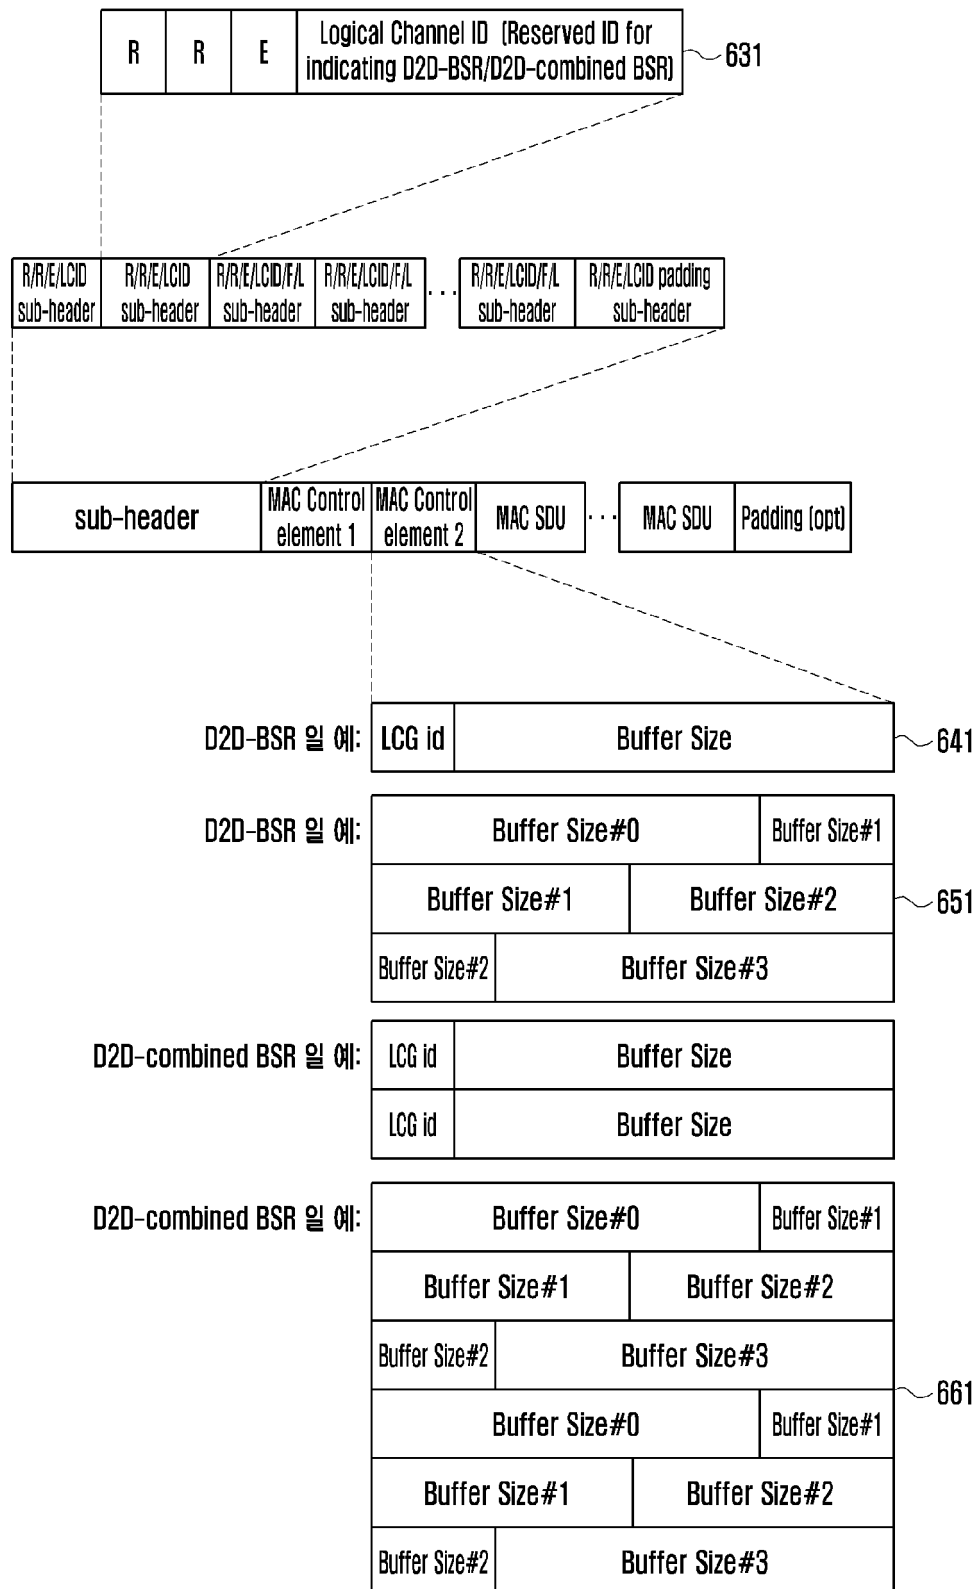 R R E Logical Channel ID (Reserved ID for
indicating D2D-BSR/D2D-combined BSR) 631
R/R/E/LCID R/R/E/LCID R/R/E/LCID/F/L R/R/E/LCID/F/L ... R/R/E/LCID/F/L R/R/E/LCID padding
sub-header sub-header sub-header sub-header sub-header sub-header
sub-header MAC Control MAC Control MAC SDU ... MAC SDU Padding (opt)
element 1 element 2
D2D-BSR 일 예: LCG id Buffer Size 641
D2D-BSR 일 예: Buffer Size#0 Buffer Size#1
Buffer Size#1 Buffer Size#2 651
Buffer Size#2 Buffer Size#3
D2D-combined BSR 일 예: LCG id Buffer Size
LCG id Buffer Size
D2D-combined BSR 일 예: Buffer Size#0 Buffer Size#1
Buffer Size#1 Buffer Size#2
Buffer Size#2 Buffer Size#3
661
Buffer Size#0 Buffer Size#1
Buffer Size#1 Buffer Size#2
Buffer Size#2 Buffer Size#3